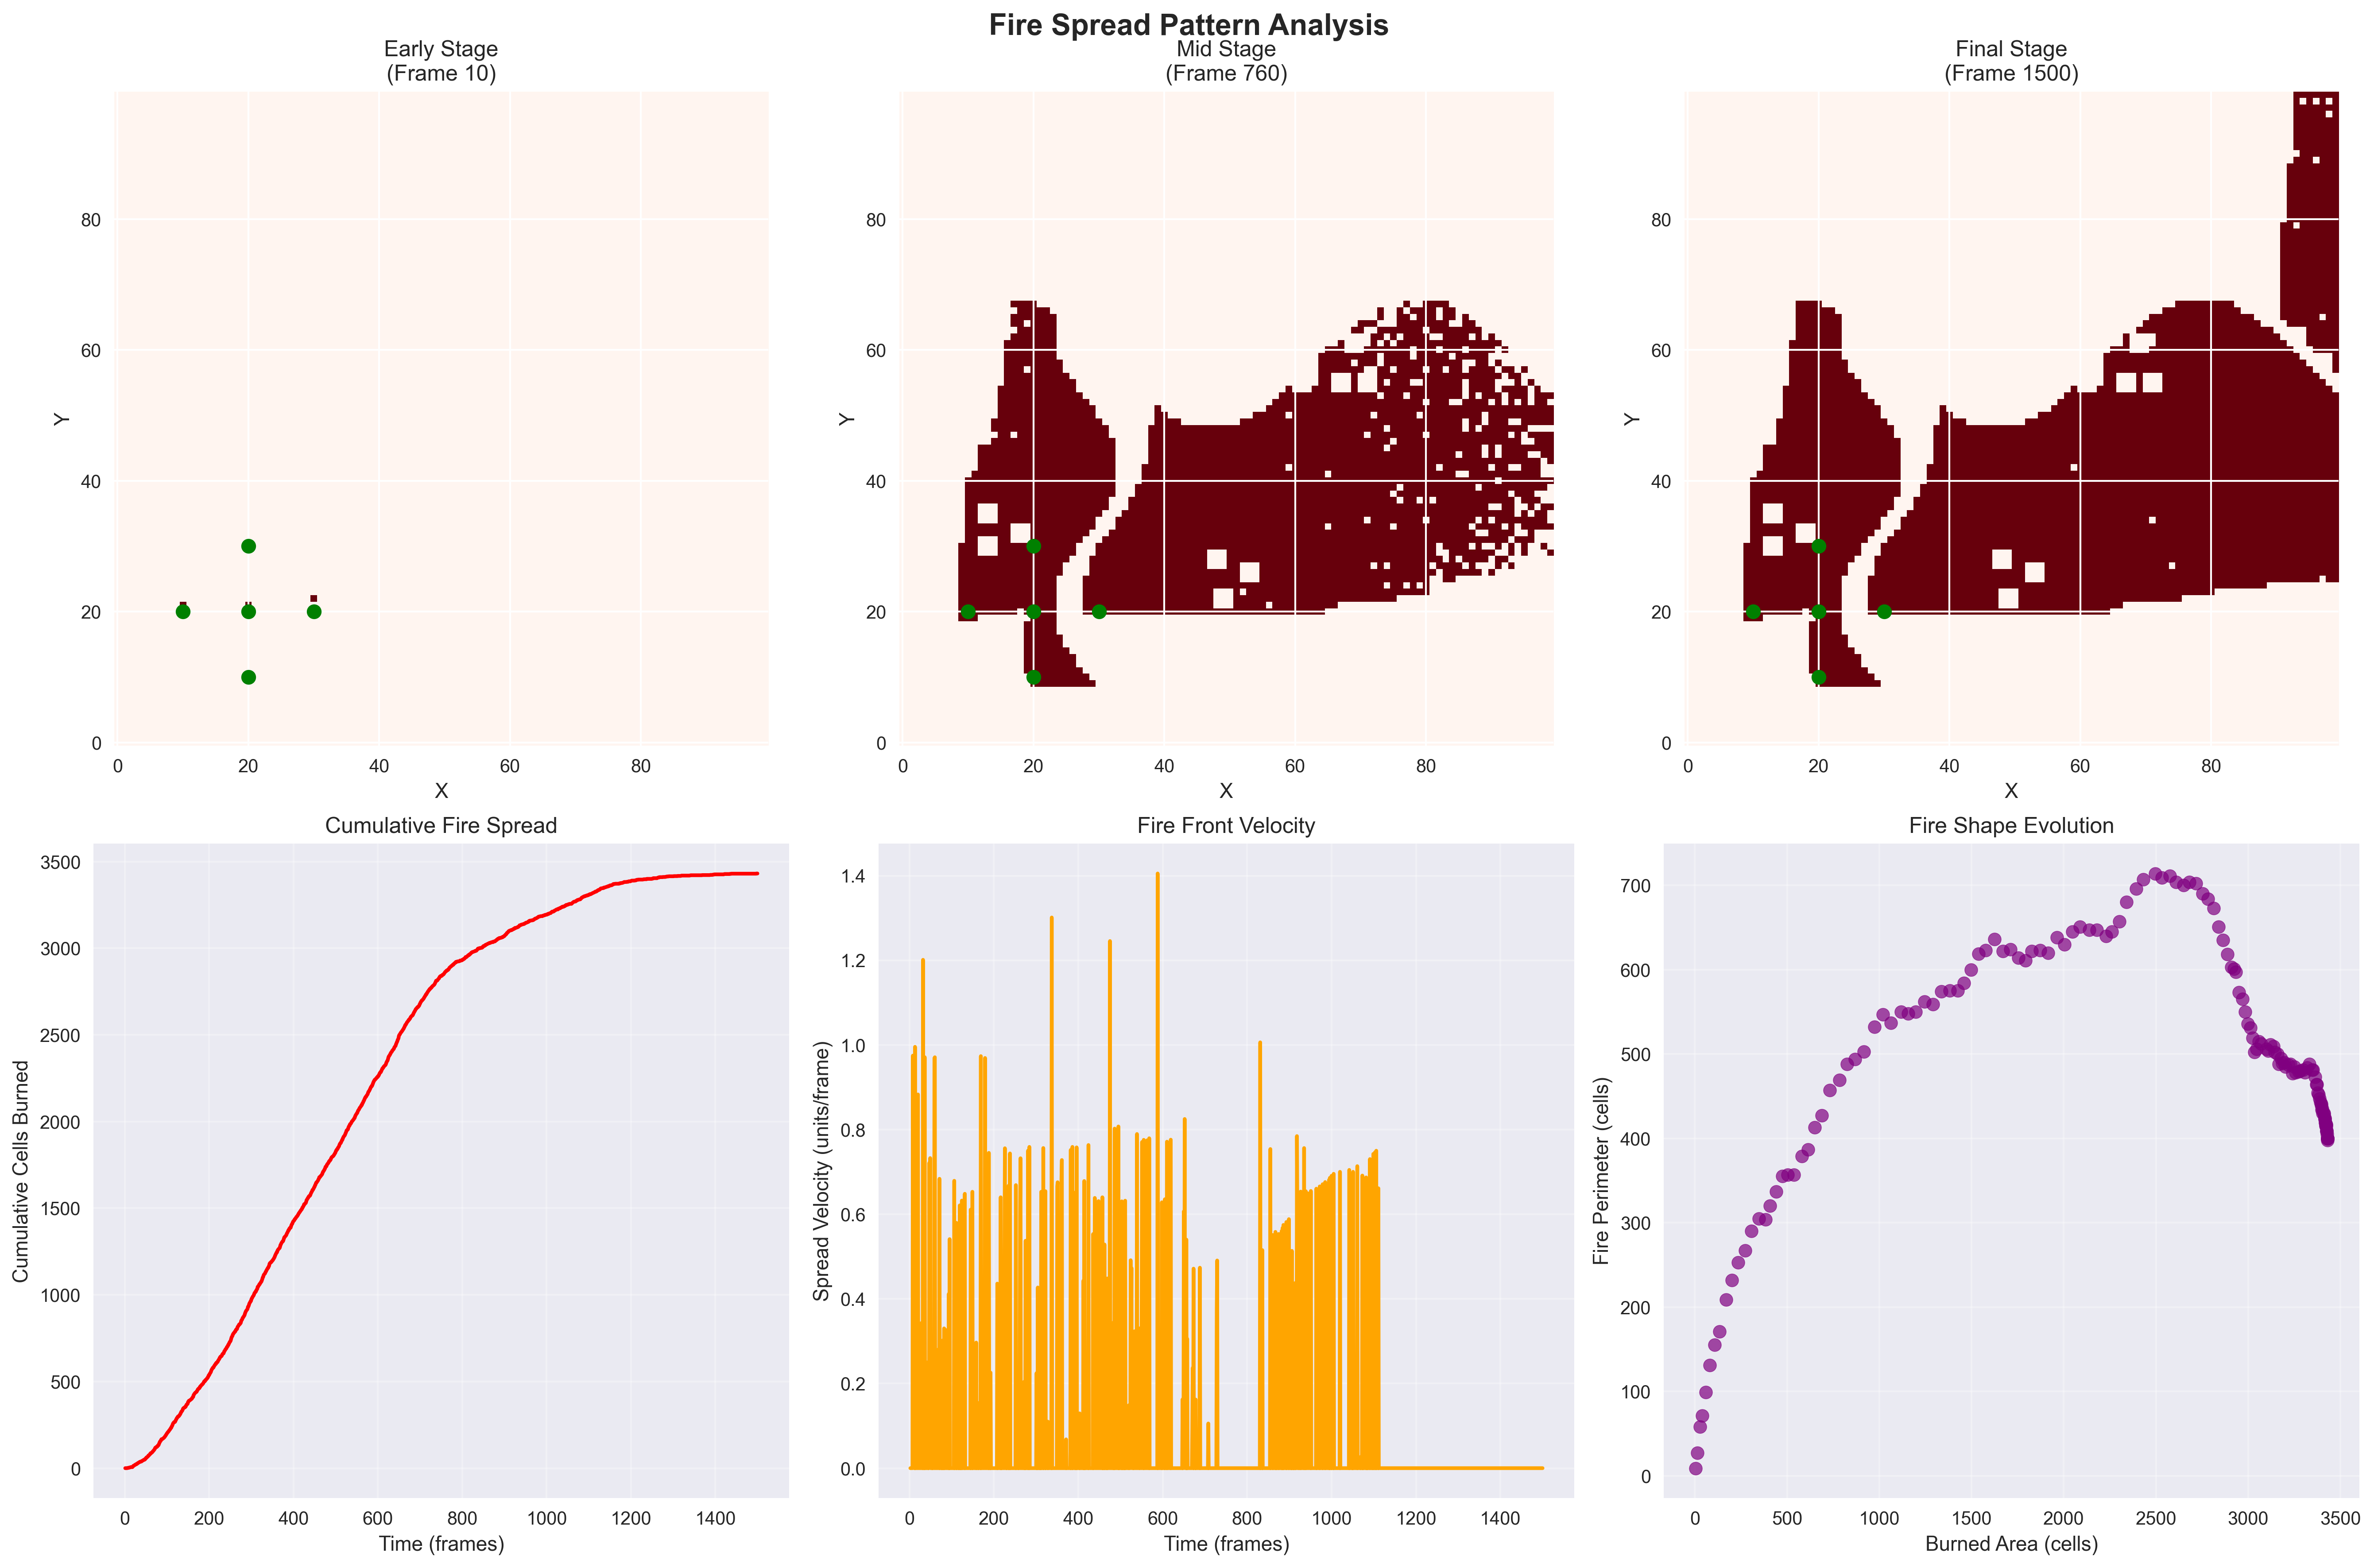 Fire Spread Pattern Analysis
Early Stage
(Frame 10)
Y
80
60
40
20
0
0 20 40 60 80
X
Mid Stage
(Frame 760)
Y
80
60
40
20
0
0 20 40 60 80
X
Final Stage
(Frame 1500)
Y
80
60
40
20
0
0 20 40 60 80
X
Cumulative Fire Spread
Cumulative Cells Burned
3500
3000
2500
2000
1500
1000
500
0
0 200 400 600 800 1000 1200 1400
Time (frames)
Fire Front Velocity
Spread Velocity (units/frame)
1.4
1.2
1.0
0.8
0.6
0.4
0.2
0.0
0 200 400 600 800 1000 1200 1400
Time (frames)
Fire Shape Evolution
Fire Perimeter (cells)
700
600
500
400
300
200
100
0
0 500 1000 1500 2000 2500 3000 3500
Burned Area (cells)